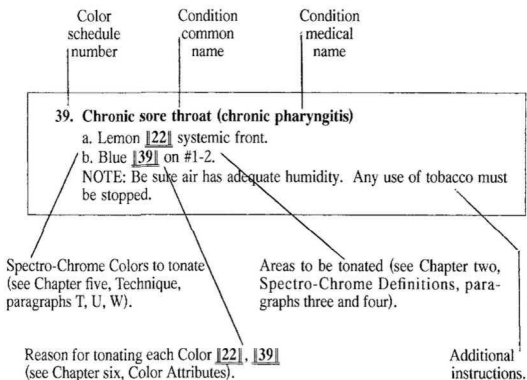 Color
schedule
number
Condition
common
name
Condition
medical
name
39. Chronic sore throat (chronic pharyngitis)
a. Lemon ‖22‖ systemic front.
b. Blue ‖39‖ on #1-2.
NOTE: Be sure air has adequate humidity. Any use of tobacco must
be stopped.
Spectro-Chrome Colors to tonate
(see Chapter five, Technique,
paragraphs T, U, W).
Areas to be tonated (see Chapter two,
Spectro-Chrome Definitions, para-
graphs three and four).
Reason for tonating each Color ‖22‖, ‖39‖
(see Chapter six, Color Attributes).
Additional
instructions.